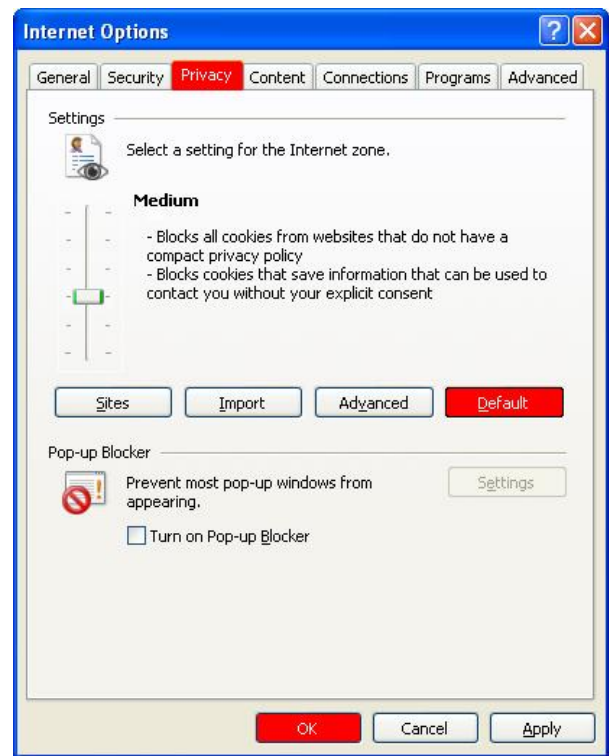 Internet Options
General Security Privacy Content Connections Programs Advanced
Settings
Select a setting for the Internet zone.
Medium
- Blocks all cookies from websites that do not have a
compact privacy policy
- Blocks cookies that save information that can be used to
contact you without your explicit consent
Sites Import Advanced Default
Pop-up Blocker
Prevent most pop-up windows from
appearing.
Settings
Turn on Pop-up Blocker
OK Cancel Apply